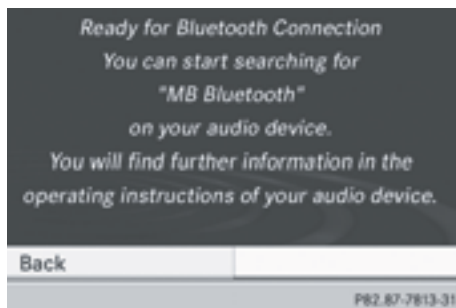 Ready for Bluetooth Connection
You can start searching for
"MB Bluetooth"
on your audio device.
You will find further information in the
operating instructions of your audio device.
Back
P82.87-7813-31